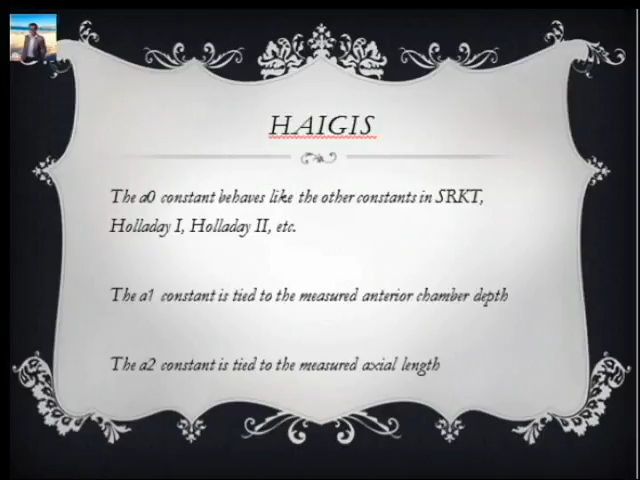 HAIGIS
The a0 constant behaves like the other constants in SRKT,
Holladay I, Holladay II, etc.
The a1 constant is tied to the measured anterior chamber depth
The a2 constant is tied to the measured axial length